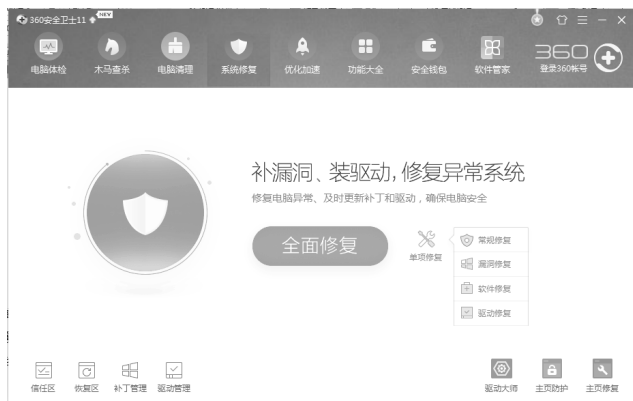 360安全卫士11 NEW
电脑体检 木马查杀 电脑清理 系统修复 优化加速 功能大全 安全钱包 软件管家 360 登录360帐号
补漏洞、装驱动,修复异常系统
修复电脑异常、及时更新补丁和驱动，确保电脑安全
全面修复
单项修复
常规修复
漏洞修复
软件修复
驱动修复
信任区 恢复区 补丁管理 驱动管理 驱动大师 主页防护 主页修复